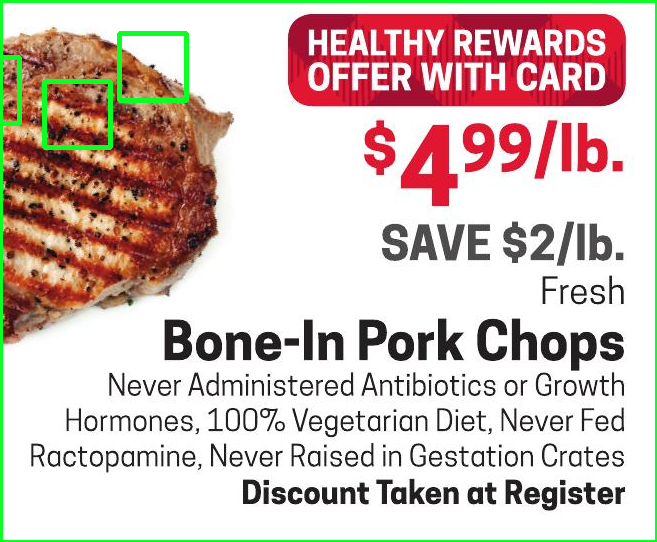 HEALTHY REWARDS
OFFER WITH CARD
$4.99/lb.
SAVE $2/lb.
Fresh
Bone-In Pork Chops
Never Administered Antibiotics or Growth
Hormones, 100% Vegetarian Diet, Never Fed
Ractopamine, Never Raised in Gestation Crates
Discount Taken at Register